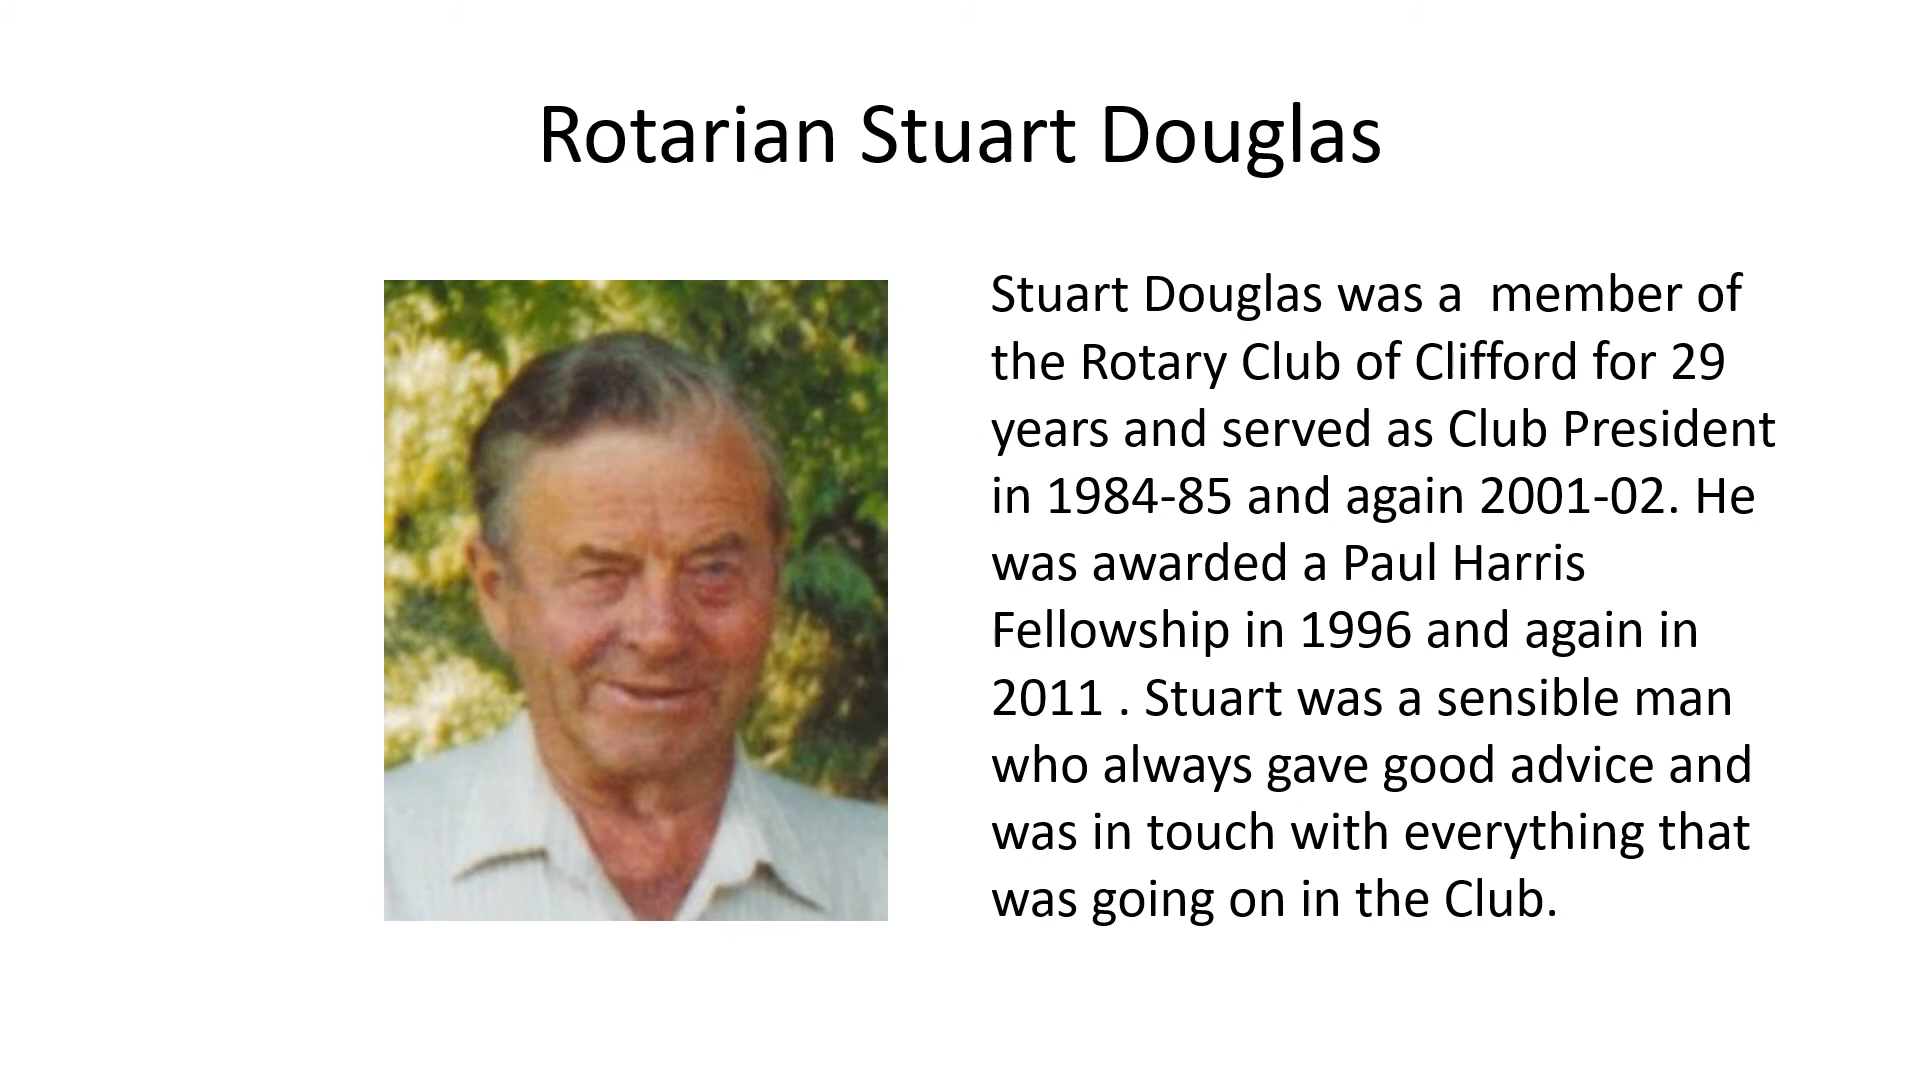 Rotarian Stuart Douglas
Stuart Douglas was a  member of
the Rotary Club of Clifford for 29
years and served as Club President
in 1984-85 and again 2001-02. He
was awarded a Paul Harris
Fellowship in 1996 and again in
2011 . Stuart was a sensible man
who always gave good advice and
was in touch with everything that
was going on in the Club.